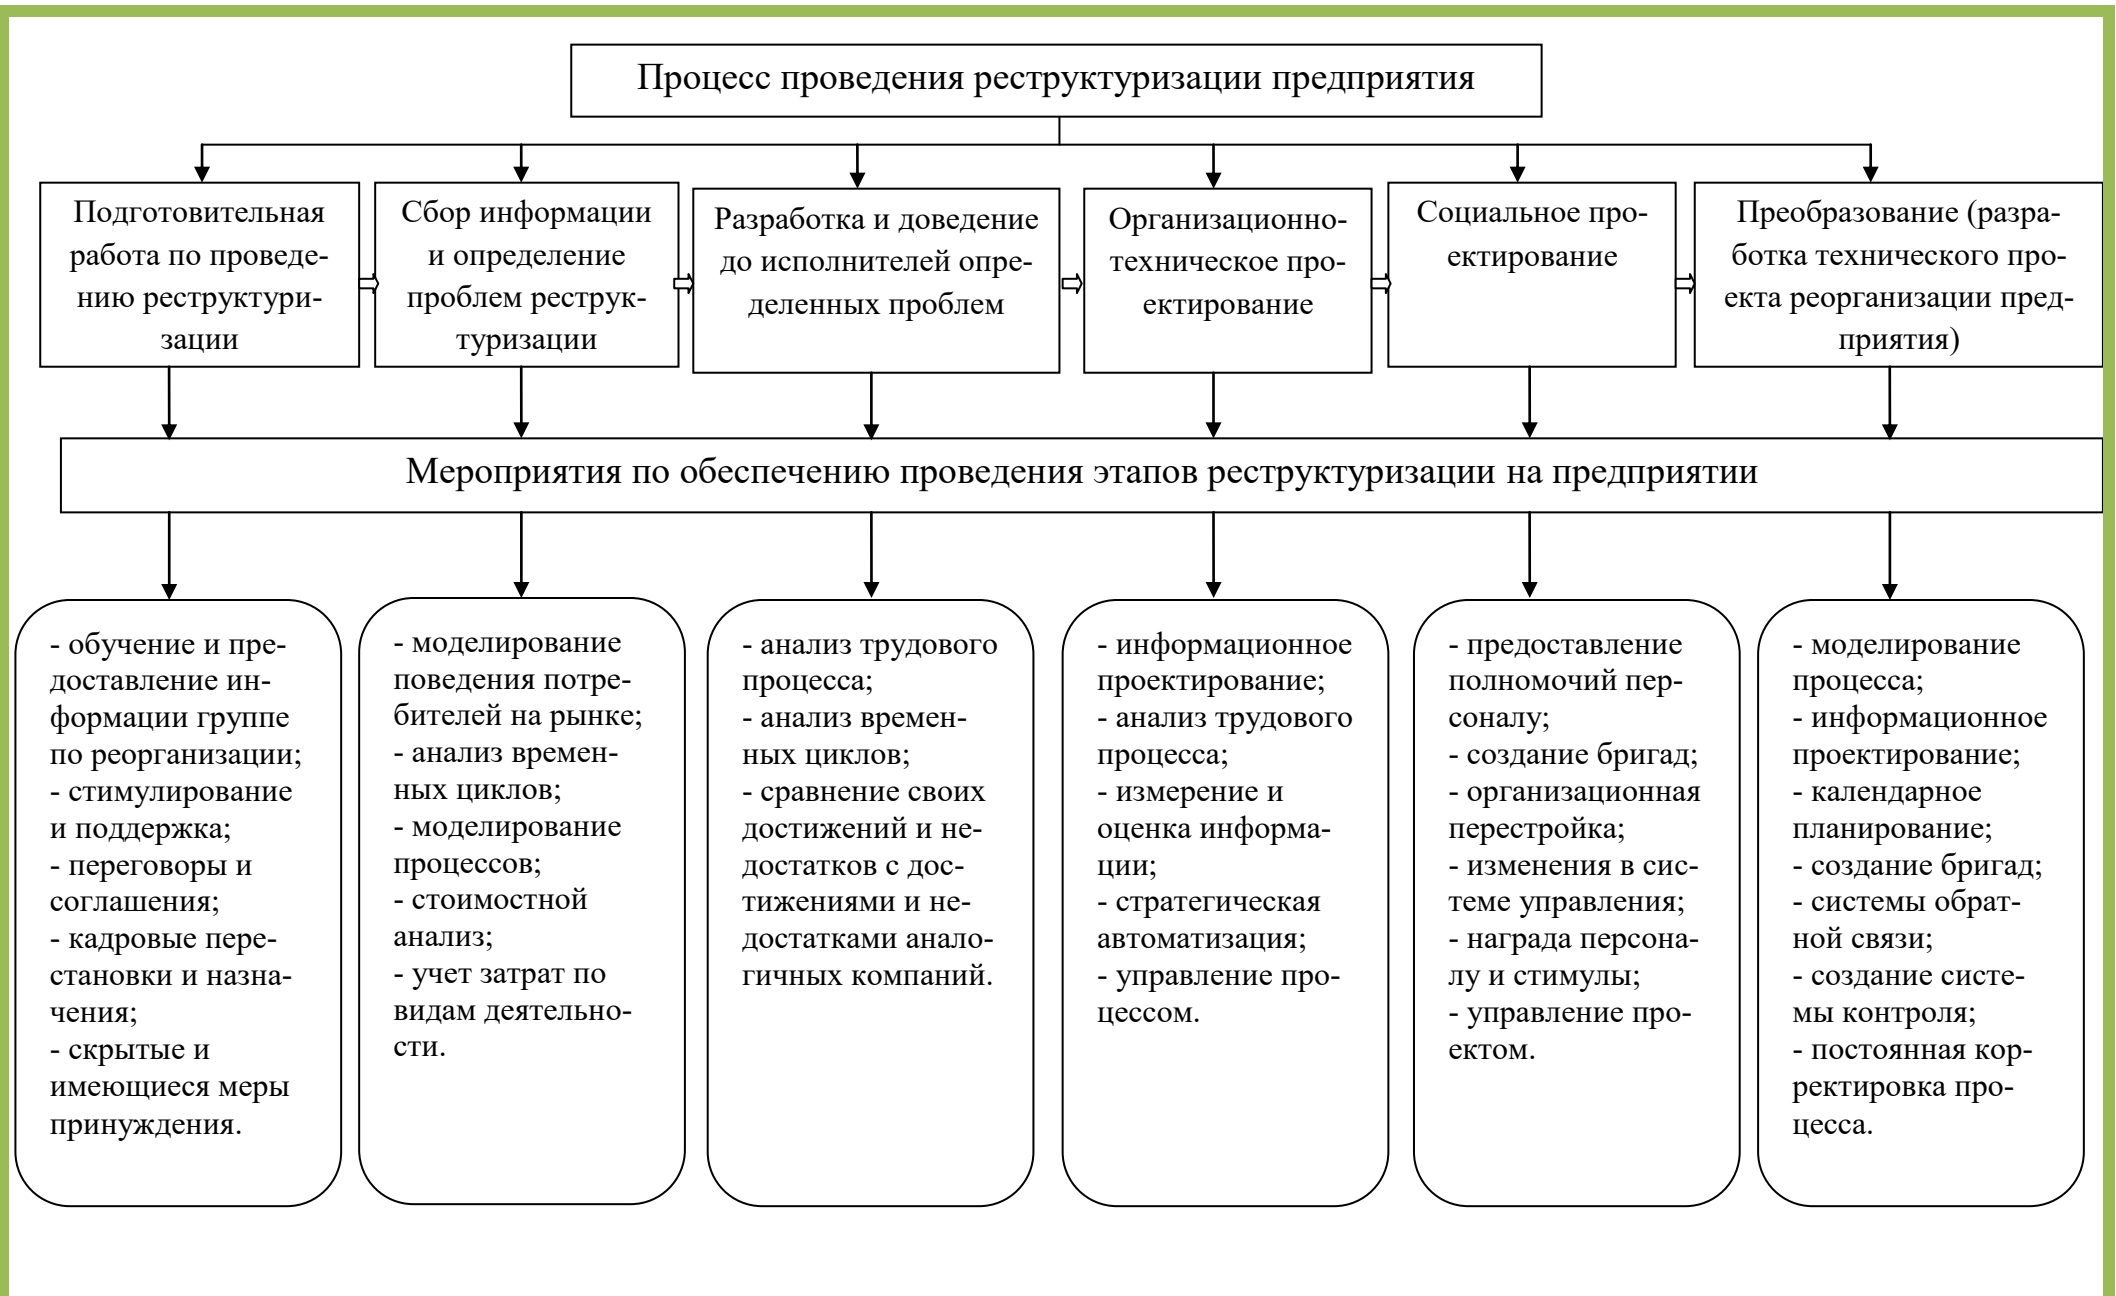 Процесс проведения реструктуризации предприятия
Подготовительная
работа по проведе-
нию реструктури-
зации
Сбор информации
и определение
проблем реструк-
туризации
Разработка и доведение
до исполнителей опре-
деленных проблем
Организационно-
техническое про-
ектирование
Социальное про-
ектирование
Преобразование (разра-
ботка технического про-
екта реорганизации пред-
приятия)
Мероприятия по обеспечению проведения этапов реструктуризации на предприятии
- обучение и пре-
доставление ин-
формации группе
по реорганизации;
- стимулирование
и поддержка;
- переговоры и
соглашения;
- кадровые пере-
становки и назна-
чения;
- скрытые и
имеющиеся меры
принуждения.
- моделирование
поведения потре-
бителей на рынке;
- анализ времен-
ных циклов;
- моделирование
процессов;
- стоимостной
анализ;
- учет затрат по
видам деятельно-
сти.
- анализ трудового
процесса;
- анализ времен-
ных циклов;
- сравнение своих
достижений и не-
достатков с дос-
тижениями и не-
достатками анало-
гичных компаний.
- информационное
проектирование;
- анализ трудового
процесса;
- измерение и
оценка информа-
ции;
- стратегическая
автоматизация;
- управление про-
цессом.
- предоставление
полномочий пер-
соналу;
- создание бригад;
- организационная
перестройка;
- изменения в сис-
теме управления;
- награда персона-
лу и стимулы;
- управление про-
ектом.
- моделирование
процесса;
- информационное
проектирование;
- календарное
планирование;
- создание бригад;
- системы обрат-
ной связи;
- создание систе-
мы контроля;
- постоянная кор-
ректировка про-
цесса.